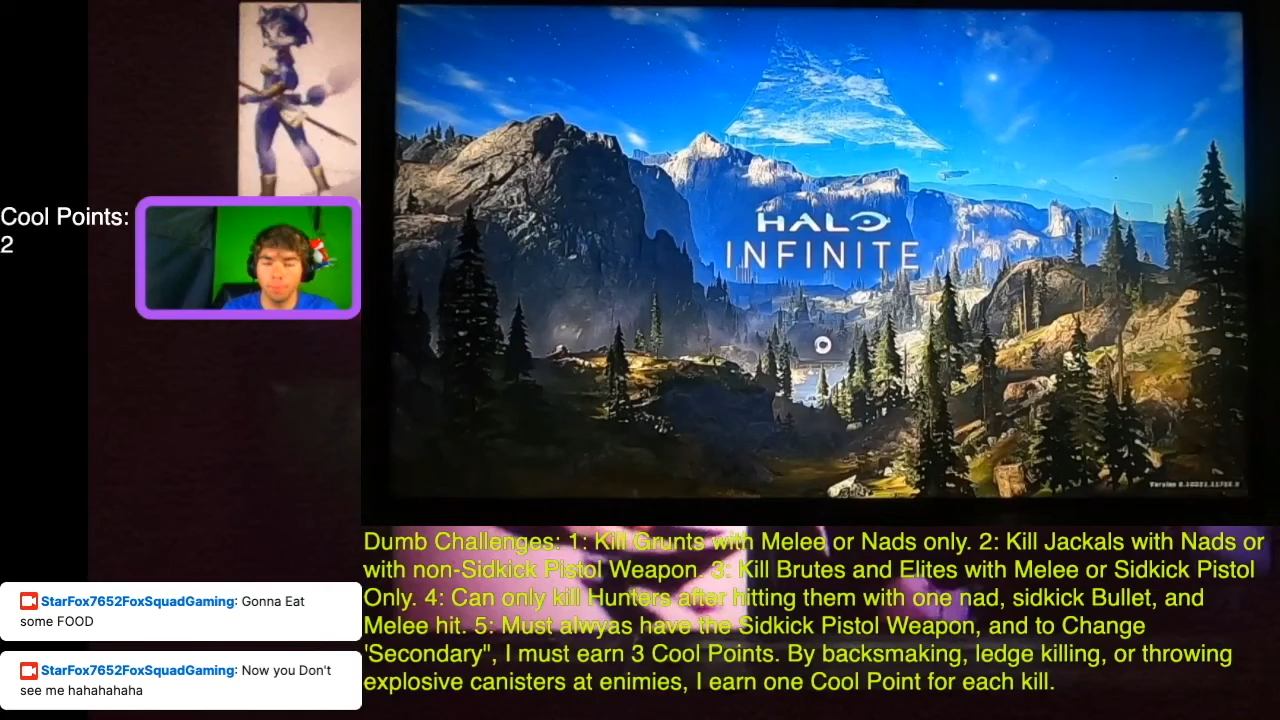 Cool Points:
2
HALO
INFINITE
Dumb Challenges: 1: Kill Grunts with Melee or Nads only. 2: Kill Jackals with Nads or
with non-Sidkick Pistol Weapon. 3: Kill Brutes and Elites with Melee or Sidkick Pistol
Only. 4: Can only kill Hunters after hitting them with one nad, sidkick Bullet, and
Melee hit. 5: Must alwyas have the Sidkick Pistol Weapon, and to Change
'Secondary", I must earn 3 Cool Points. By backsmaking, ledge killing, or throwing
explosive canisters at enimies, I earn one Cool Point for each kill.
StarFox7652FoxSquadGaming: Gonna Eat
some FOOD
StarFox7652FoxSquadGaming: Now you Don't
see me hahahahaha